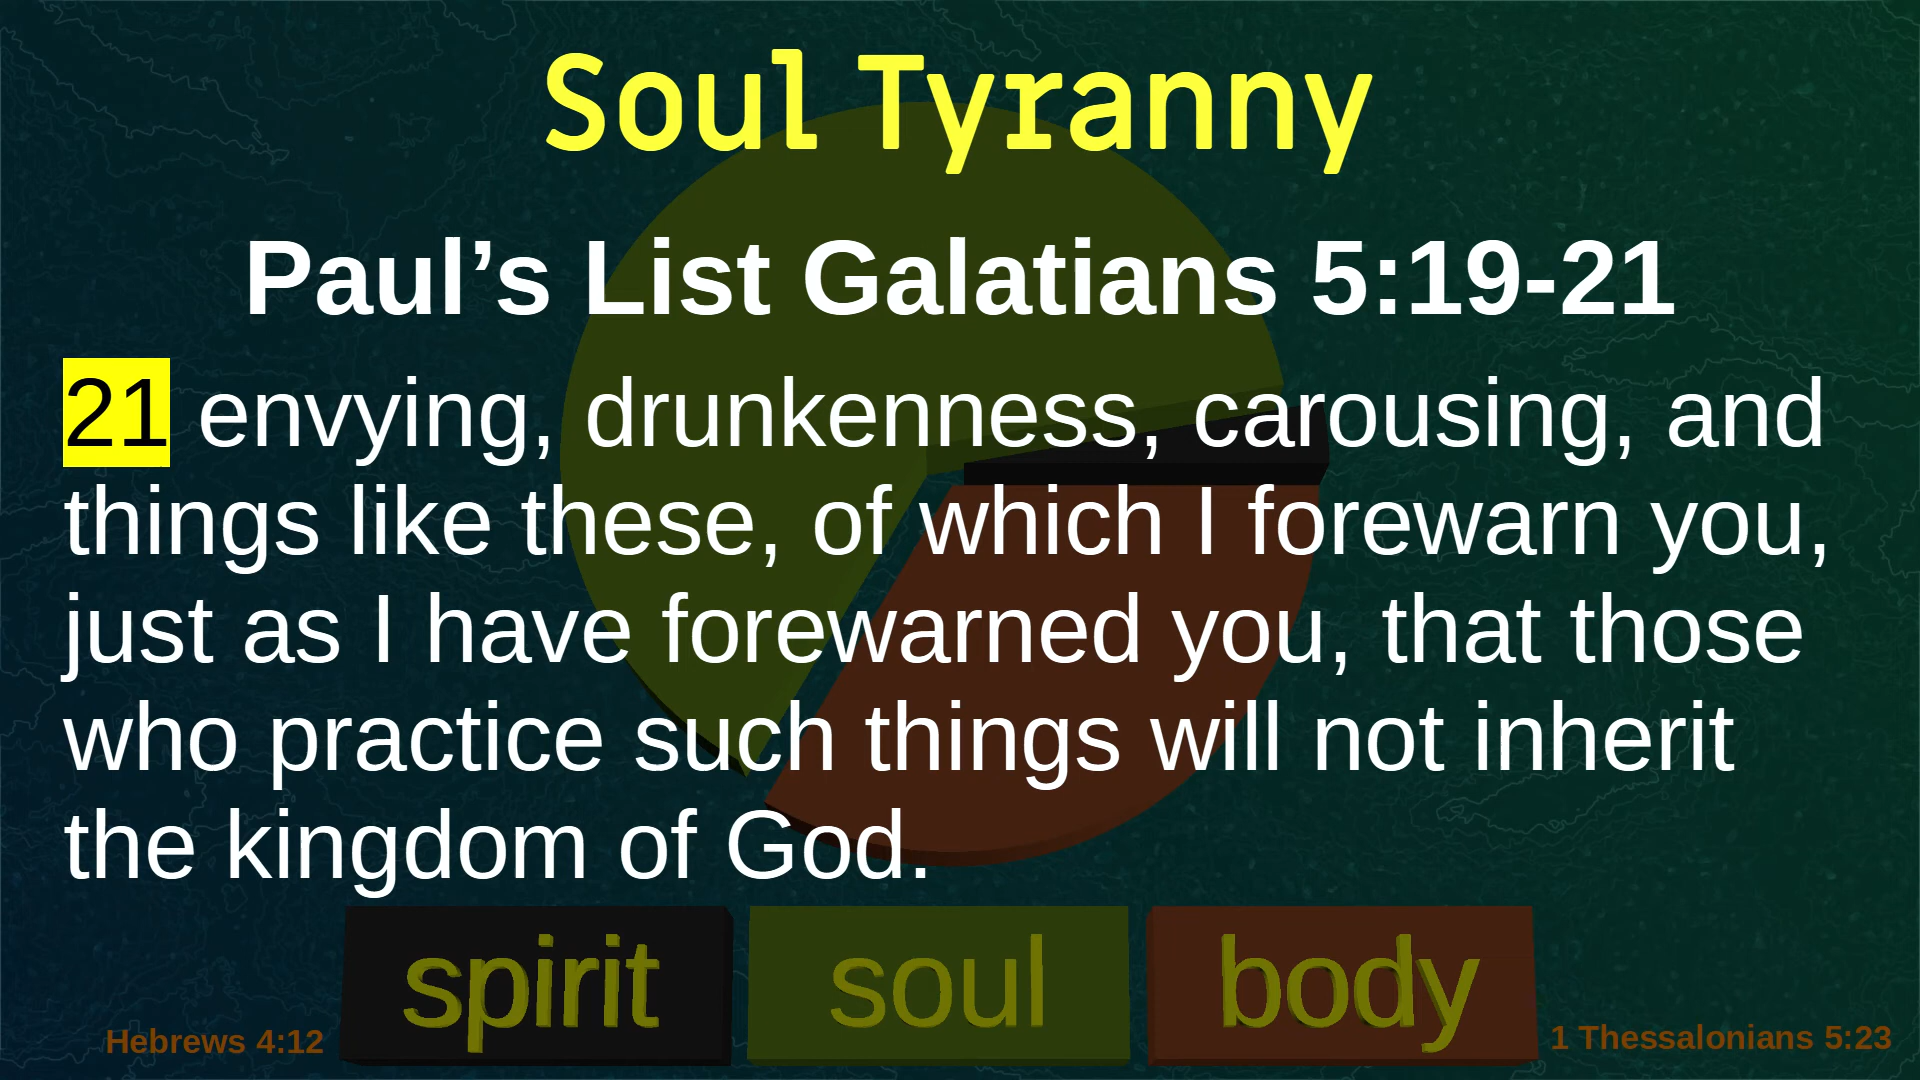 Soul Tyranny
Paul’s List Galatians 5:19-21
21 envying, drunkenness, carousing, and
things like these, of which I forewarn you,
just as I have forewarned you, that those
who practice such things will not inherit
the kingdom of God.
spirit soul body
Hebrews 4:12
1 Thessalonians 5:23